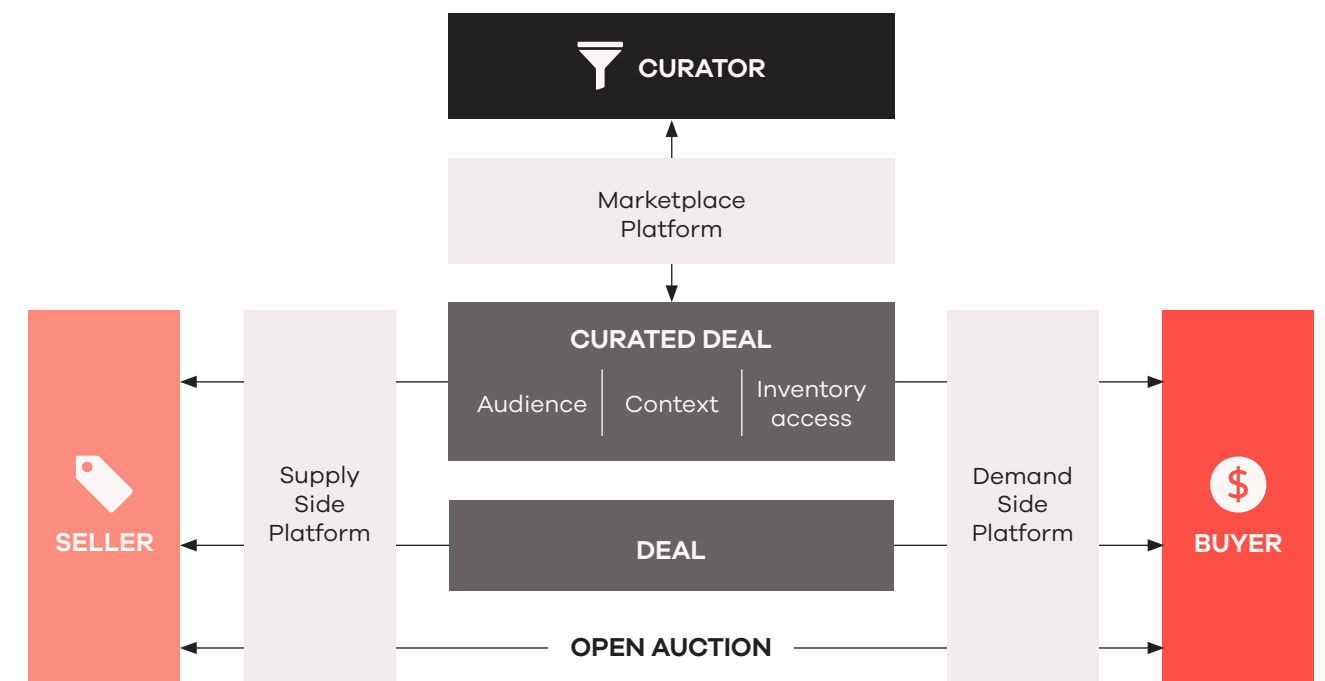 CURATOR
Marketplace
Platform
CURATED DEAL
Audience
Context
Inventory
access
Supply
Side
Platform
Demand
Side
Platform
SELLER
DEAL
BUYER
$
OPEN AUCTION